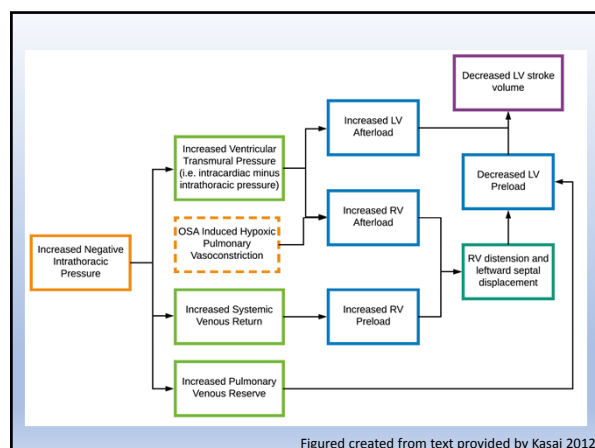 Decreased LV stroke
volume
Increased Ventricular
Transmural Pressure
(i.e. intracardiac minus
intrathoracic pressure)
Increased LV
Afterload
Decreased LV
Preload
OSA Induced Hypoxic
Pulmonary
Vasoconstriction
Increased RV
Afterload
Increased Negative
Intrathoracic
Pressure
RV distension and
leftward septal
displacement
Increased Systemic
Venous Return
Increased RV
Preload
Increased Pulmonary
Venous Reserve
Figured created from text provided by Kasai 2012